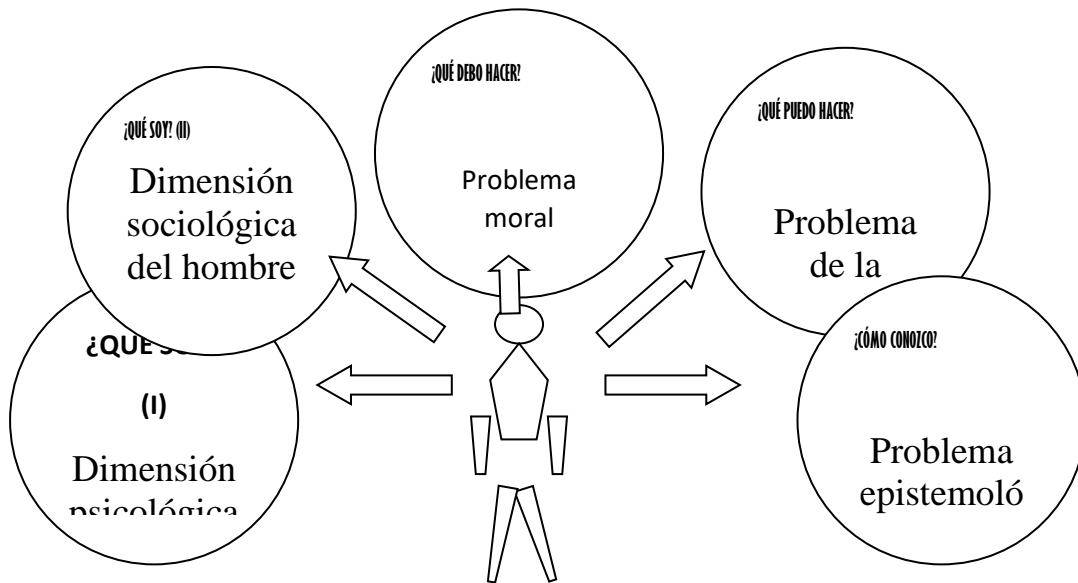 ¿QUÉ DEBO HACER?
Problema
moral
¿QUÉ SOY? (II)
Dimensión
sociológica
del hombre
¿QUÉ PUEDO HACER?
Problema
de la
(I)
Dimensión
psicológica
¿CÓMO CONOZCO?
Problema
epistemoló